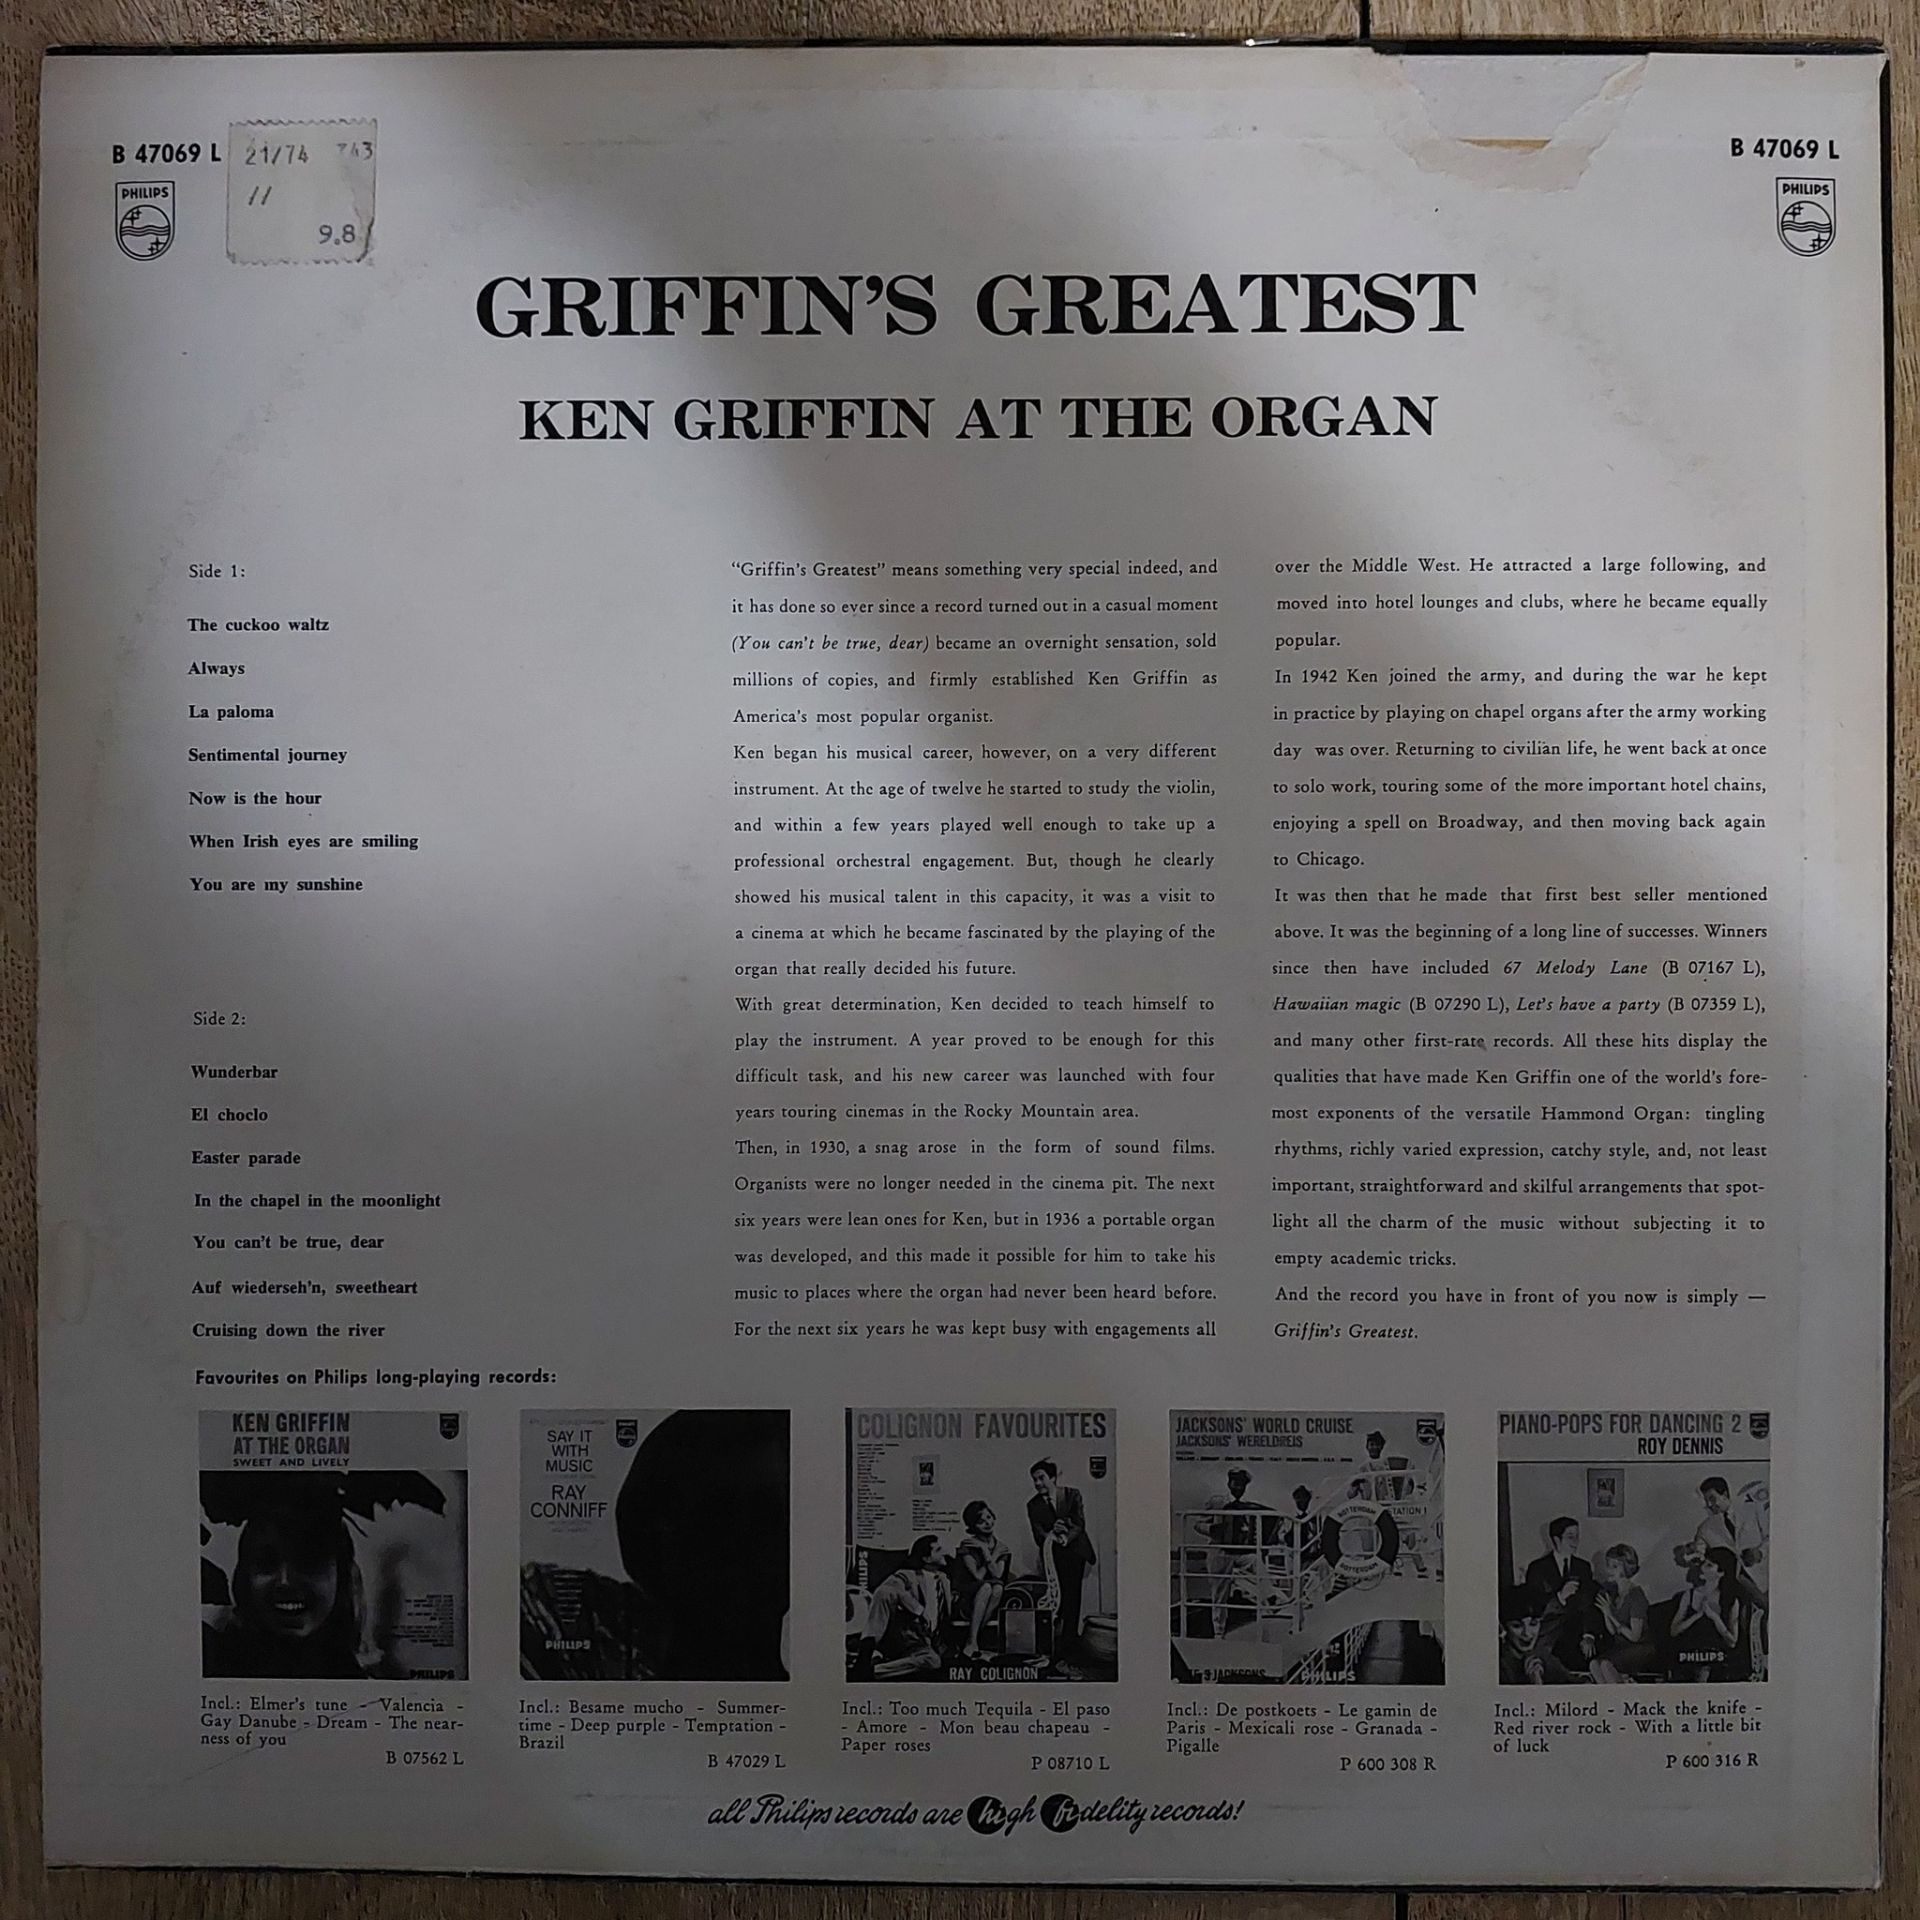 B 47069 L
21/74 743
//
9.8
PHILIPS
B 47069 L
PHILIPS
GRIFFIN'S GREATEST
KEN GRIFFIN AT THE ORGAN
Side 1:
The cuckoo waltz
Always
La paloma
Sentimental journey
Now is the hour
When Irish eyes are smiling
You are my sunshine
Side 2:
Wunderbar
El choclo
Easter parade
In the chapel in the moonlight
You can't be true, dear
Auf wiederseh'n, sweetheart
Cruising down the river
“Griffin's Greatest” means something very special indeed, and
it has done so ever since a record turned out in a casual moment
(You can't be true, dear) became an overnight sensation, sold
millions of copies, and firmly established Ken Griffin as
America's most popular organist.
Ken began his musical career, however, on a very different
instrument. At the age of twelve he started to study the violin,
and within a few years played well enough to take up a
professional orchestral engagement. But, though he clearly
showed his musical talent in this capacity, it was a visit to
a cinema at which he became fascinated by the playing of the
organ that really decided his future.
With great determination, Ken decided to teach himself to
play the instrument. A year proved to be enough for this
difficult task, and his new career was launched with four
years touring cinemas in the Rocky Mountain area.
Then, in 1930, a snag arose in the form of sound films.
Organists were no longer needed in the cinema pit. The next
six years were lean ones for Ken, but in 1936 a portable organ
was developed, and this made it possible for him to take his
music to places where the organ had never been heard before.
For the next six years he was kept busy with engagements all
over the Middle West. He attracted a large following, and
moved into hotel lounges and clubs, where he became equally
popular.
In 1942 Ken joined the army, and during the war he kept
in practice by playing on chapel organs after the army working
day was over. Returning to civilian life, he went back at once
to solo work, touring some of the more important hotel chains,
enjoying a spell on Broadway, and then moving back again
to Chicago.
It was then that he made that first best seller mentioned
above. It was the beginning of a long line of successes. Winners
since then have included 67 Melody Lane (B 07167 L),
Hawaiian magic (B 07290 L), Let's have a party (B 07359 L),
and many other first-rate records. All these hits display the
qualities that have made Ken Griffin one of the world's fore-
most exponents of the versatile Hammond Organ: tingling
rhythms, richly varied expression, catchy style, and, not least
important, straightforward and skilful arrangements that spot-
light all the charm of the music without subjecting it to
empty academic tricks.
And the record you have in front of you now is simply —
Griffin's Greatest.
Favourites on Philips long-playing records:
KEN GRIFFIN
AT THE ORGAN
SWEET AND LIVELY
PHILIPS
Incl.: Elmer's tune - Valencia -
Gay Danube - Dream - The near-
ness of you
B 07562 L
SAY IT
WITH
MUSIC
RAY
CONNIFF
PHILIPS
Incl.: Besame mucho - Summer-
time - Deep purple - Temptation -
Brazil
B 47029 L
COLIGNON FAVOURITES
PHILIPS
RAY COLIGNON
Incl.: Too much Tequila - El paso
- Amore - Mon beau chapeau -
Paper roses
P 08710 L
JACKSONS' WORLD CRUISE
JACKSONS' WERELDREIS
ROTTERDAM
STATION 1
ROTTERDAM
JACKSONS
PHILIPS
Incl.: De postkoets - Le gamin de
Paris - Mexicali rose - Granada -
Pigalle
P 600 308 R
PIANO-POPS FOR DANCING 2
ROY DENNIS
PHILIPS
Incl.: Milord - Mack the knife -
Red river rock - With a little bit
of luck
P 600 316 R
all Philips records are high fidelity records!